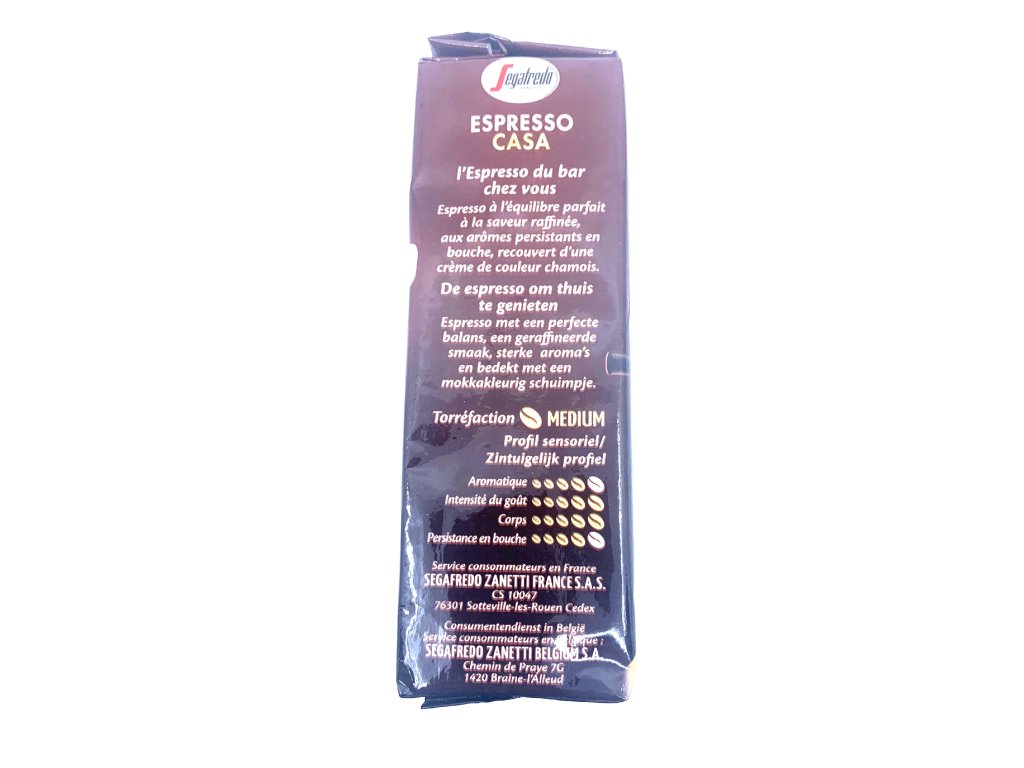 Segafredo
ESPRESSO
CASA
l'Espresso du bar
chez vous
Espresso à l'équilibre parfait
à la saveur raffinée,
aux arômes persistants en
bouche, recouvert d'une
crème de couleur chamois.
De espresso om thuis
te genieten
Espresso met een perfecte
balans, een geraffineerde
smaak, sterke aroma's
en bedekt met een
mokkakleurig schuimpje.
Torréfaction MEDIUM
Profil sensoriel/
Zintuigelijk profiel
Aromatique
Intensité du goût
Corps
Persistance en bouche
Service consommateurs en France
SEGAFREDO ZANETTI FRANCE S.A.S.
CS 10047
76301 Sotteville-les-Rouen Cedex
Consumentendienst in België
Service consommateurs en Belgique :
SEGAFREDO ZANETTI BELGIUM S.A.
Chemin de Praye 7G
1420 Braine-l'Alleud